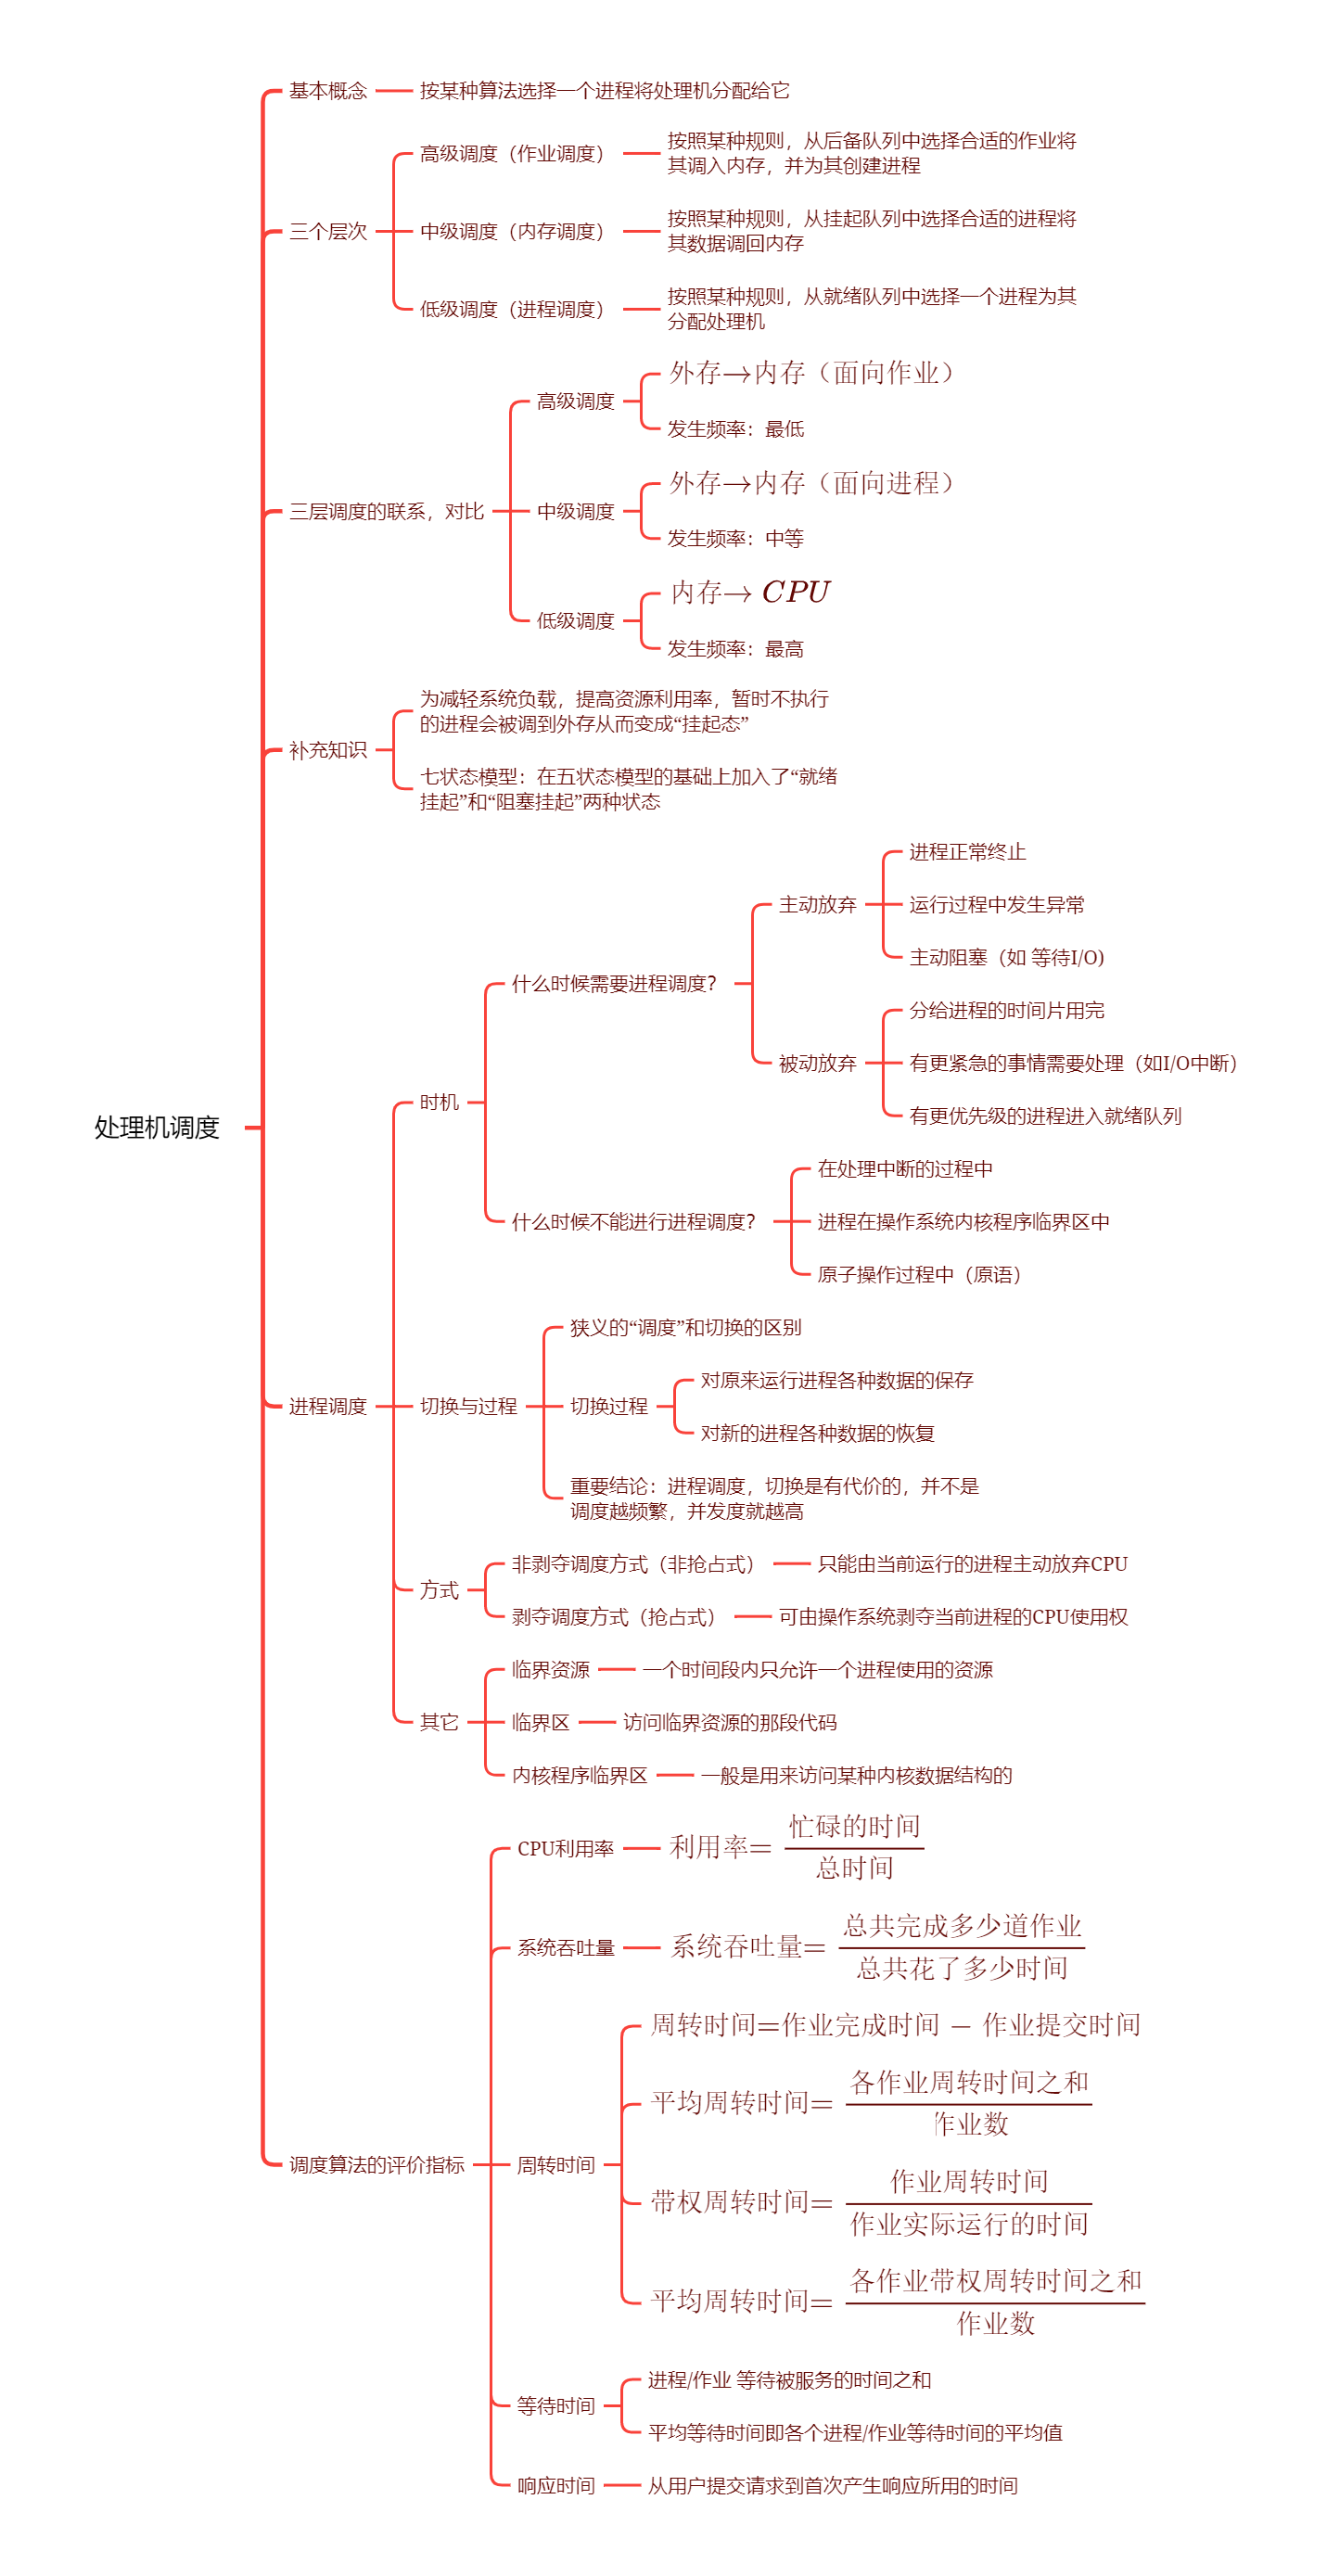 处理机调度
基本概念
按某种算法选择一个进程将处理机分配给它
三个层次
高级调度（作业调度）
按照某种规则，从后备队列中选择合适的作业将
其调入内存，并为其创建进程
中级调度（内存调度）
按照某种规则，从挂起队列中选择合适的进程将
其数据调回内存
低级调度（进程调度）
按照某种规则，从就绪队列中选择一个进程为其
分配处理机
三层调度的联系，对比
高级调度
外存→内存（面向作业）
发生频率：最低
中级调度
外存→内存（面向进程）
发生频率：中等
低级调度
内存→ CPU
发生频率：最高
补充知识
为减轻系统负载，提高资源利用率，暂时不执行
的进程会被调到外存从而变成“挂起态”
七状态模型：在五状态模型的基础上加入了“就绪
挂起”和“阻塞挂起”两种状态
进程调度
时机
什么时候需要进程调度？
主动放弃
进程正常终止
运行过程中发生异常
主动阻塞（如 等待I/O）
被动放弃
分给进程的时间片用完
有更紧急的事情需要处理（如I/O中断）
有更优先级的进程进入就绪队列
什么时候不能进行进程调度？
在处理中断的过程中
进程在操作系统内核程序临界区中
原子操作过程中（原语）
切换与过程
狭义的“调度”和切换的区别
切换过程
对原来运行进程各种数据的保存
对新的进程各种数据的恢复
重要结论：进程调度，切换是有代价的，并不是
调度越频繁，并发度就越高
方式
非剥夺调度方式（非抢占式）
只能由当前运行的进程主动放弃CPU
剥夺调度方式（抢占式）
可由操作系统剥夺当前进程的CPU使用权
其它
临界资源
一个时间段内只允许一个进程使用的资源
临界区
访问临界资源的那段代码
内核程序临界区
一般是用来访问某种内核数据结构的
调度算法的评价指标
CPU利用率
利用率=
忙碌的时间
总时间
系统吞吐量
系统吞吐量=
总共完成多少道作业
总共花了多少时间
周转时间
周转时间=作业完成时间 − 作业提交时间
平均周转时间=
各作业周转时间之和
作业数
带权周转时间=
作业周转时间
作业实际运行的时间
平均周转时间=
各作业带权周转时间之和
作业数
等待时间
进程/作业 等待被服务的时间之和
平均等待时间即各个进程/作业等待时间的平均值
响应时间
从用户提交请求到首次产生响应所用的时间